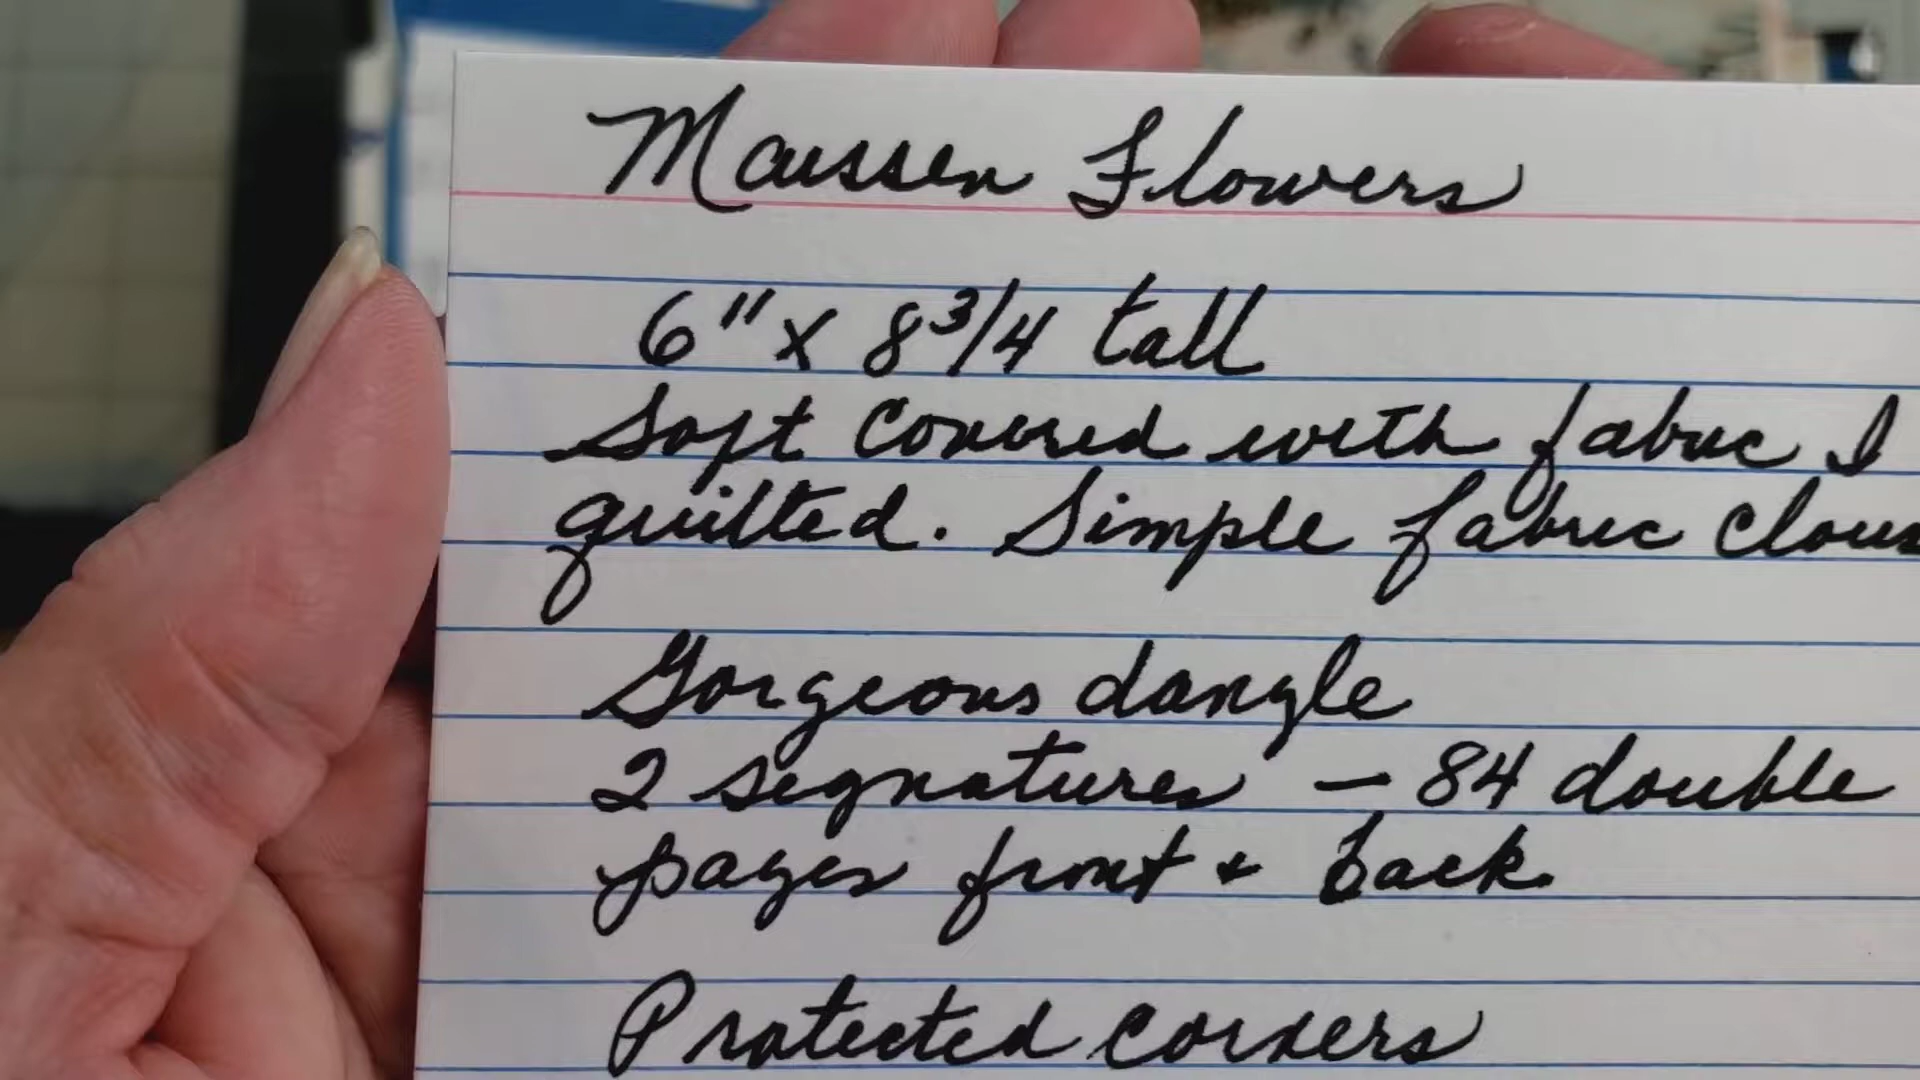 Maussen Flowers
6" x 8 3/4 tall
Soft covered with fabric I
quilted. Simple fabric
Gorgeous dangle
2 signatures - 84 double
pages front + back.
Protected corners